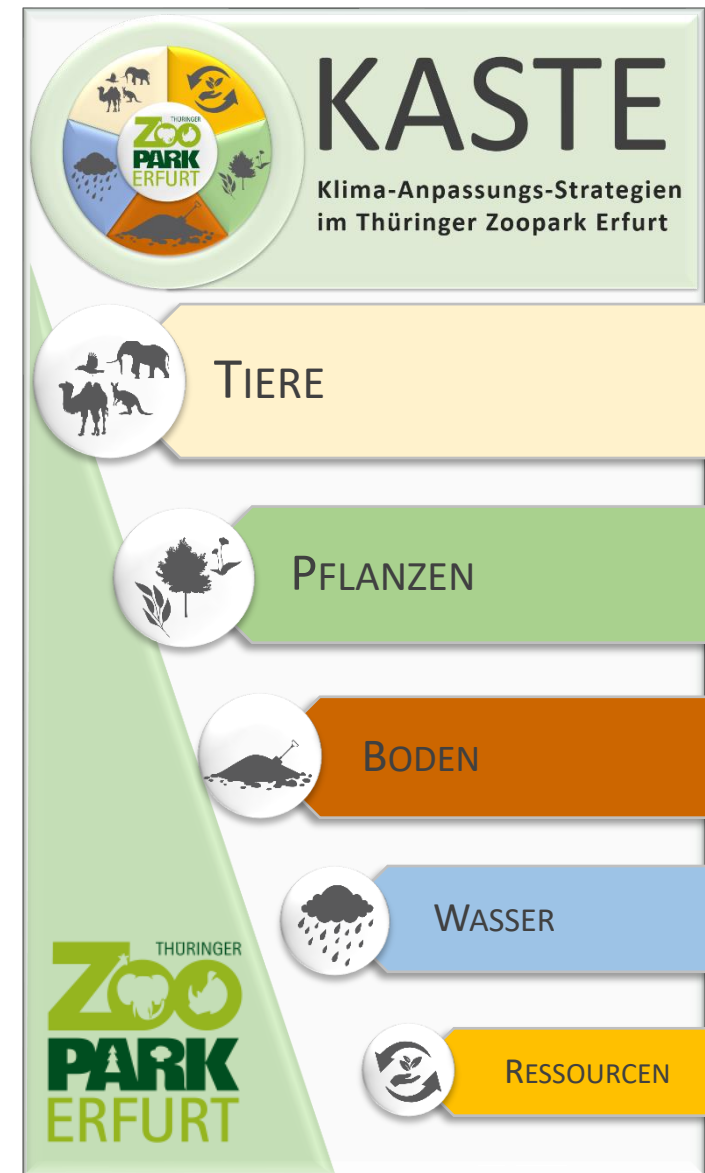 THÜRINGER
ZOO
PARK
ERFURT
KASTE
Klima-Anpassungs-Strategien
im Thüringer Zoopark Erfurt
TIERE
PFLANZEN
BODEN
WASSER
RESSOURCEN
THÜRINGER
ZOO
PARK
ERFURT